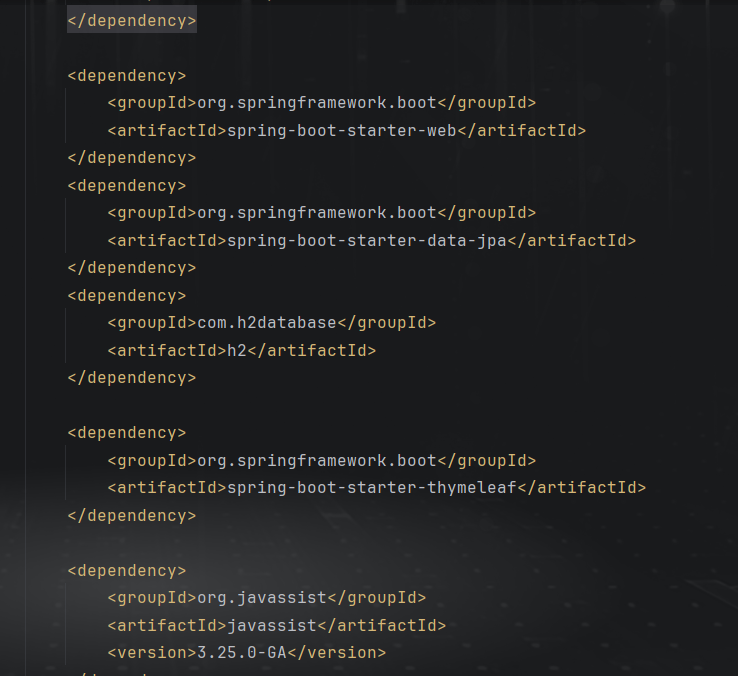 </dependency>
<dependency>
<groupId>org.springframework.boot</groupId>
<artifactId>spring-boot-starter-web</artifactId>
</dependency>
<dependency>
<groupId>org.springframework.boot</groupId>
<artifactId>spring-boot-starter-data-jpa</artifactId>
</dependency>
<dependency>
<groupId>com.h2database</groupId>
<artifactId>h2</artifactId>
</dependency>
<dependency>
<groupId>org.springframework.boot</groupId>
<artifactId>spring-boot-starter-thymeleaf</artifactId>
</dependency>
<dependency>
<groupId>org.javassist</groupId>
<artifactId>javassist</artifactId>
<version>3.25.0-GA</version>